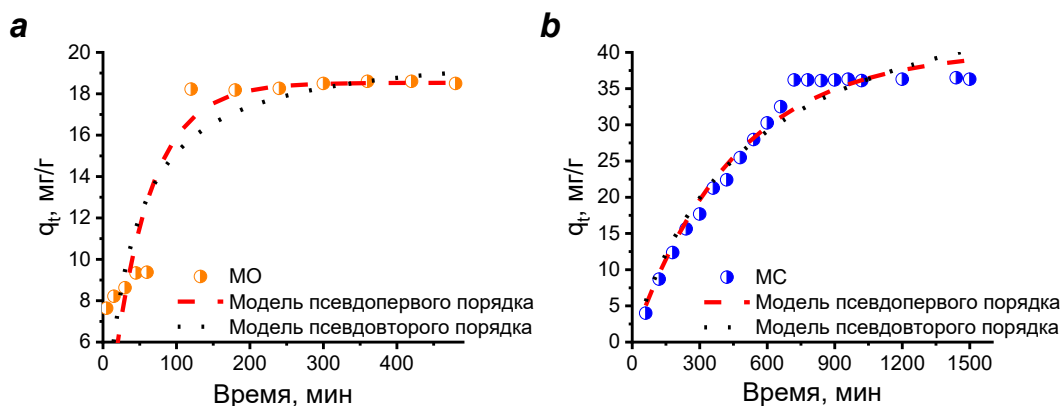 a
20
18
16
14
12
10
8
6
qt, мг/г
0
100
200
300
400
Время, мин
МО
Модель псевдопервого порядка
Модель псевдовторого порядка
b
40
35
30
25
20
15
10
5
0
qt, мг/г
0
300
600
900
1200
1500
Время, мин
МС
Модель псевдопервого порядка
Модель псевдовторого порядка